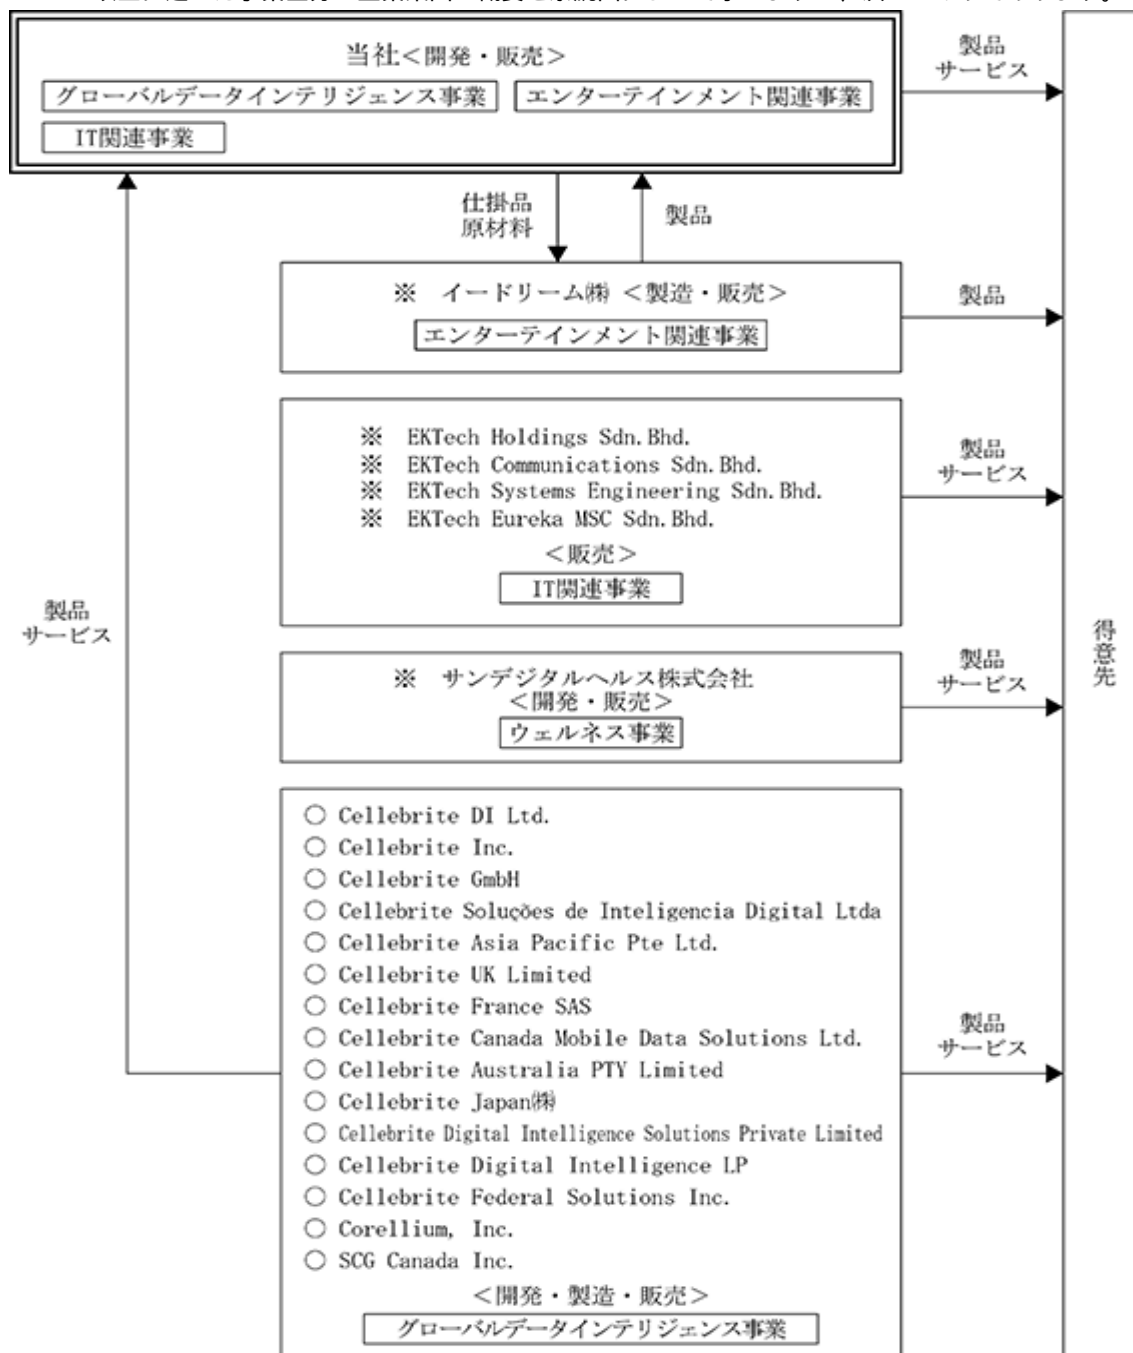 当社＜開発・販売＞
グローバルデータインテリジェンス事業
エンターテインメント関連事業
IT関連事業
製品
サービス
仕掛品
原材料
製品
※ イードリーム㈱ ＜製造・販売＞
エンターテインメント関連事業
製品
※ EKTech Holdings Sdn.Bhd.
※ EKTech Communications Sdn.Bhd.
※ EKTech Systems Engineering Sdn.Bhd.
※ EKTech Eureka MSC Sdn.Bhd.
＜販売＞
IT関連事業
製品
サービス
製品
サービス
※ サンデジタルヘルス株式会社
＜開発・販売＞
ウェルネス事業
製品
サービス
得意先
○ Cellebrite DI Ltd.
○ Cellebrite Inc.
○ Cellebrite GmbH
○ Cellebrite Soluções de Inteligencia Digital Ltda
○ Cellebrite Asia Pacific Pte Ltd.
○ Cellebrite UK Limited
○ Cellebrite France SAS
○ Cellebrite Canada Mobile Data Solutions Ltd.
○ Cellebrite Australia PTY Limited
○ Cellebrite Japan㈱
○ Cellebrite Digital Intelligence Solutions Private Limited
○ Cellebrite Digital Intelligence LP
○ Cellebrite Federal Solutions Inc.
○ Corellium, Inc.
○ SCG Canada Inc.
＜開発・製造・販売＞
グローバルデータインテリジェンス事業
製品
サービス